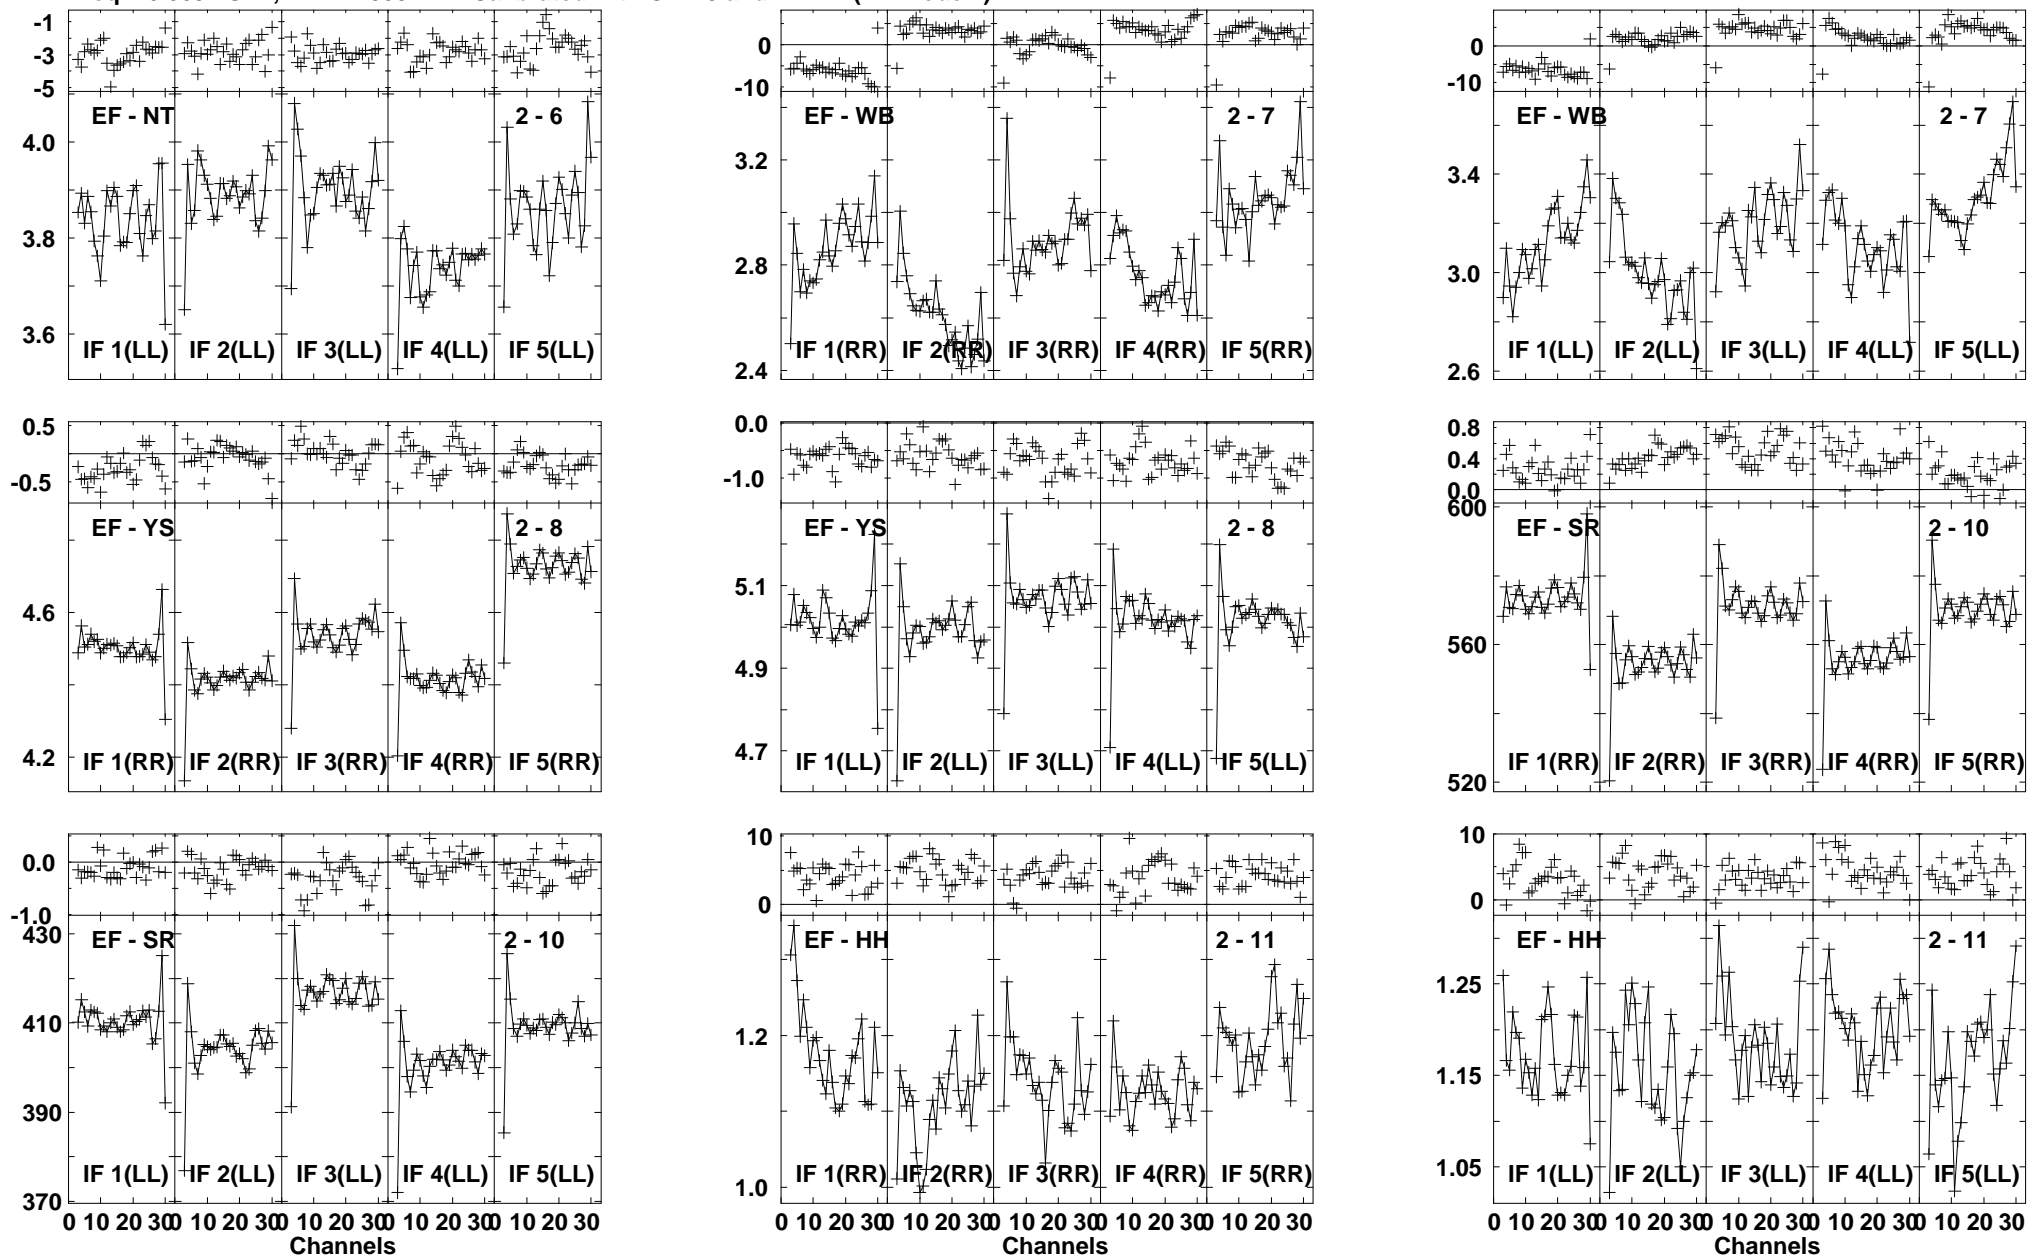 -1
-3
-5
EF - NT
2 - 6
4.0
3.8
3.6
IF 1(LL) IF 2(LL) IF 3(LL) IF 4(LL) IF 5(LL)
0
-10
EF - WB
2 - 7
3.2
2.8
2.4
IF 1(RR) IF 2(RR) IF 3(RR) IF 4(RR) IF 5(RR)
0
-10
EF - WB
2 - 7
3.4
3.0
2.6
IF 1(LL) IF 2(LL) IF 3(LL) IF 4(LL) IF 5(LL)
0.5
-0.5
EF - YS
2 - 8
4.6
4.2
IF 1(RR) IF 2(RR) IF 3(RR) IF 4(RR) IF 5(RR)
0.0
-1.0
EF - YS
2 - 8
5.1
4.9
4.7
IF 1(LL) IF 2(LL) IF 3(LL) IF 4(LL) IF 5(LL)
0.8
0.4
0.0
600
EF - SR
2 - 10
560
520
IF 1(RR) IF 2(RR) IF 3(RR) IF 4(RR) IF 5(RR)
0.0
-1.0
430
EF - SR
2 - 10
410
390
370
IF 1(LL) IF 2(LL) IF 3(LL) IF 4(LL) IF 5(LL)
0 10 20 30 0 10 20 30 0 10 20 30 0 10 20 30 0 10 20 30
Channels
10
0
EF - HH
2 - 11
1.2
1.0
IF 1(RR) IF 2(RR) IF 3(RR) IF 4(RR) IF 5(RR)
0 10 20 30 0 10 20 30 0 10 20 30 0 10 20 30 0 10 20 30
Channels
10
0
EF - HH
2 - 11
1.25
1.15
1.05
IF 1(LL) IF 2(LL) IF 3(LL) IF 4(LL) IF 5(LL)
0 10 20 30 0 10 20 30 0 10 20 30 0 10 20 30 0 10 20 30
Channels